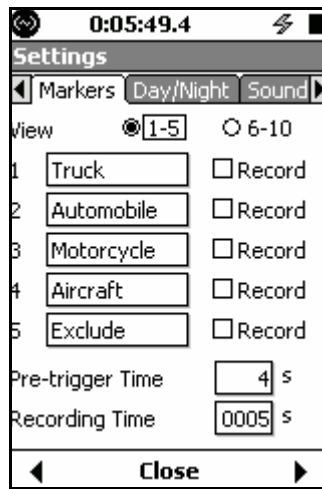 0:05:49.4
Settings
Markers Day/Night Sound
View 1-5 6-10
1 Truck Record
2 Automobile Record
3 Motorcycle Record
4 Aircraft Record
5 Exclude Record
Pre-trigger Time 4 s
Recording Time 0005 s
Close